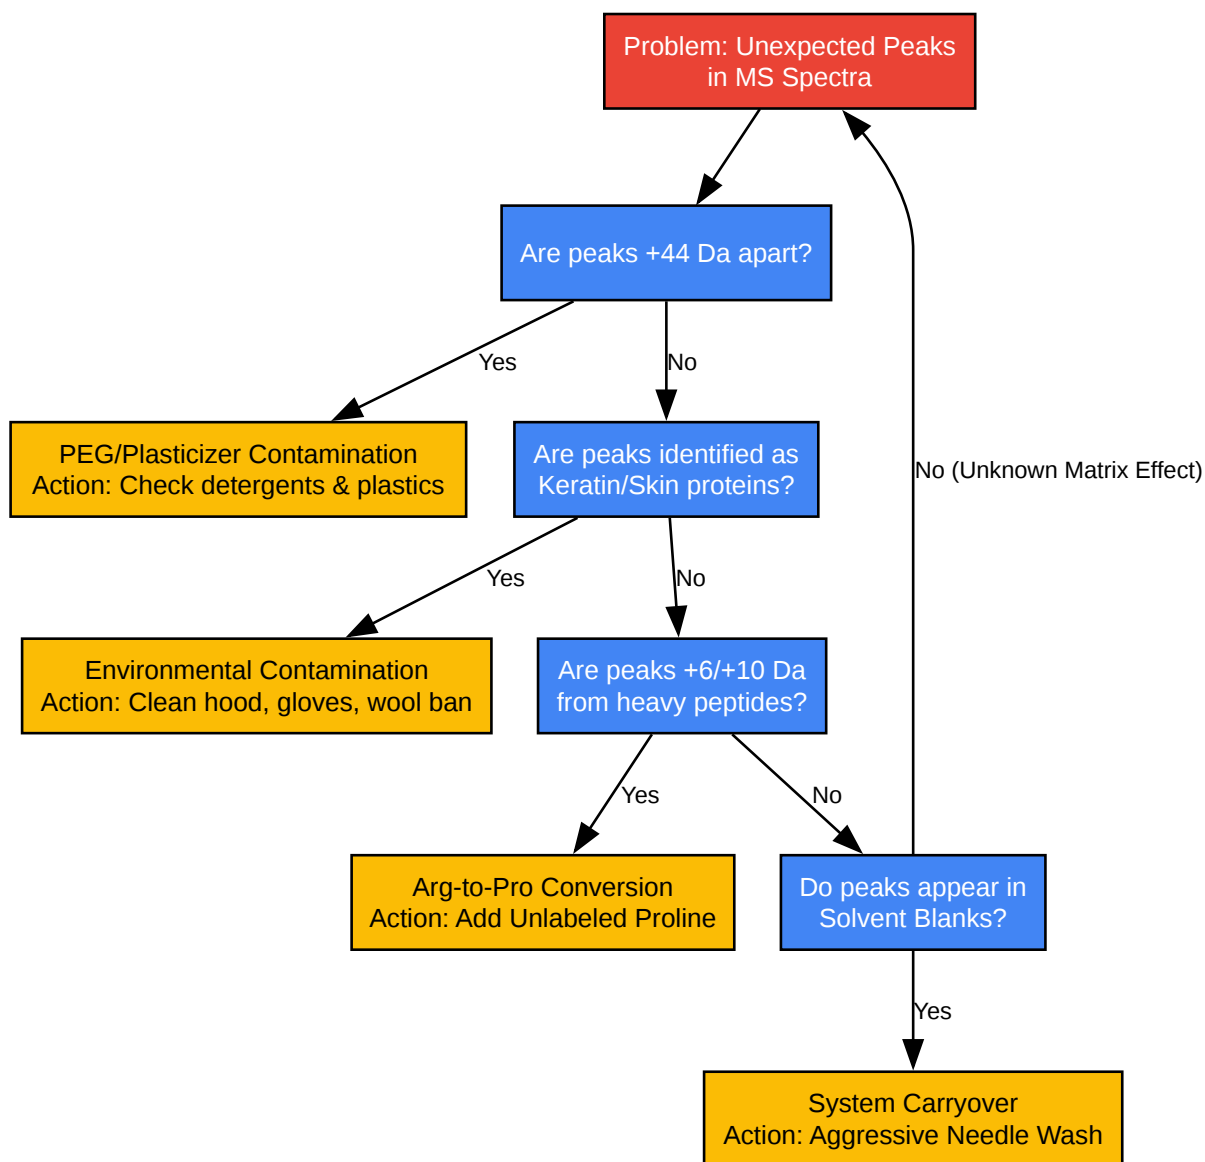 Problem: Unexpected Peaks
in MS Spectra
Are peaks +44 Da apart?
Yes
No
PEG/Plasticizer Contamination
Action: Check detergents & plastics
Are peaks identified as
Keratin/Skin proteins?
No (Unknown Matrix Effect)
Yes
No
Environmental Contamination
Action: Clean hood, gloves, wool ban
Are peaks +6/+10 Da
from heavy peptides?
Yes
No
Arg-to-Pro Conversion
Action: Add Unlabeled Proline
Do peaks appear in
Solvent Blanks?
Yes
System Carryover
Action: Aggressive Needle Wash